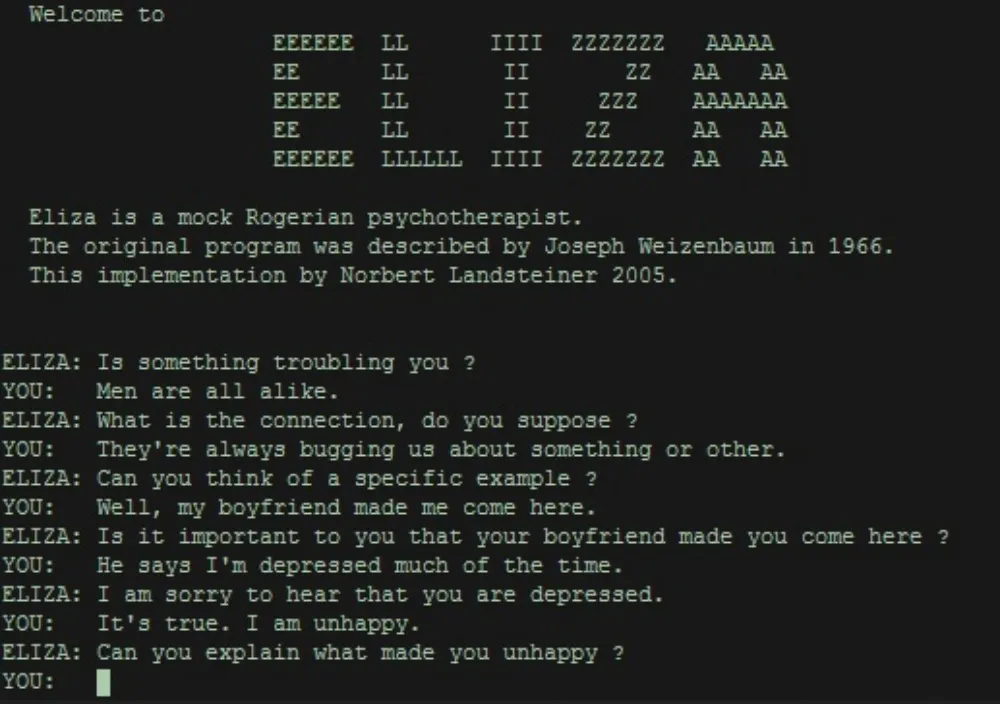 Welcome to
EEEEEE  LL      IIII  ZZZZZZZ   AAAAA
EE      LL       II       ZZ   AA   AA
EEEEE   LL       II     ZZZ    AAAAAAA
EE      LL       II    ZZ      AA   AA
EEEEEE  LLLLLL  IIII  ZZZZZZZ  AA   AA
Eliza is a mock Rogerian psychotherapist.
The original program was described by Joseph Weizenbaum in 1966.
This implementation by Norbert Landsteiner 2005.
ELIZA: Is something troubling you ?
YOU:   Men are all alike.
ELIZA: What is the connection, do you suppose ?
YOU:   They're always bugging us about something or other.
ELIZA: Can you think of a specific example ?
YOU:   Well, my boyfriend made me come here.
ELIZA: Is it important to you that your boyfriend made you come here ?
YOU:   He says I'm depressed much of the time.
ELIZA: I am sorry to hear that you are depressed.
YOU:   It's true. I am unhappy.
ELIZA: Can you explain what made you unhappy ?
YOU: